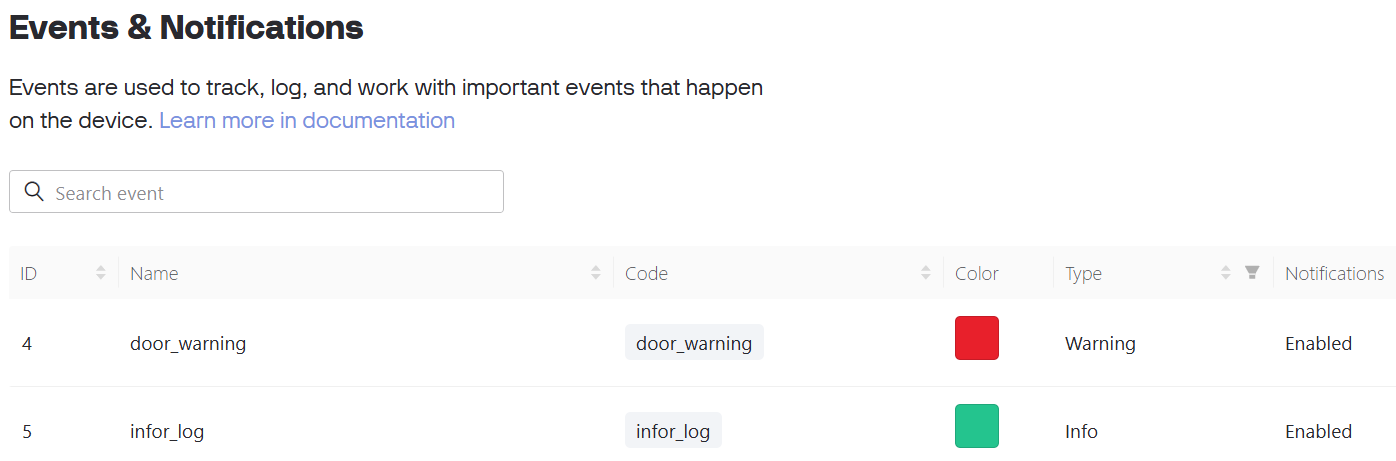 Events & Notifications
Events are used to track, log, and work with important events that happen
on the device. Learn more in documentation
Search event
ID Name Code Color Type Notifications
4 door_warning door_warning Warning Enabled
5 infor_log infor_log Info Enabled